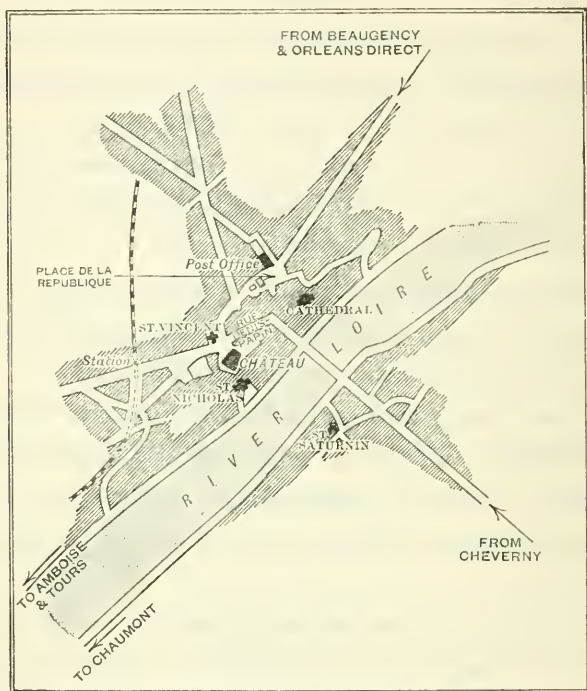 FROM BEAUGENCY
& ORLEANS DIRECT
Post Office
PLACE DE LA
REPUBLIQUE
CATHEDRAL
ST. VINCENT
RUE
DENIS
PAPIN
Station
CHÂTEAU
ST.
NICHOLAS
RIVER LOIRE
ST.
SATURNIN
FROM
CHEVERNY
TO AMBOISE
& TOURS
TO CHAUMONT